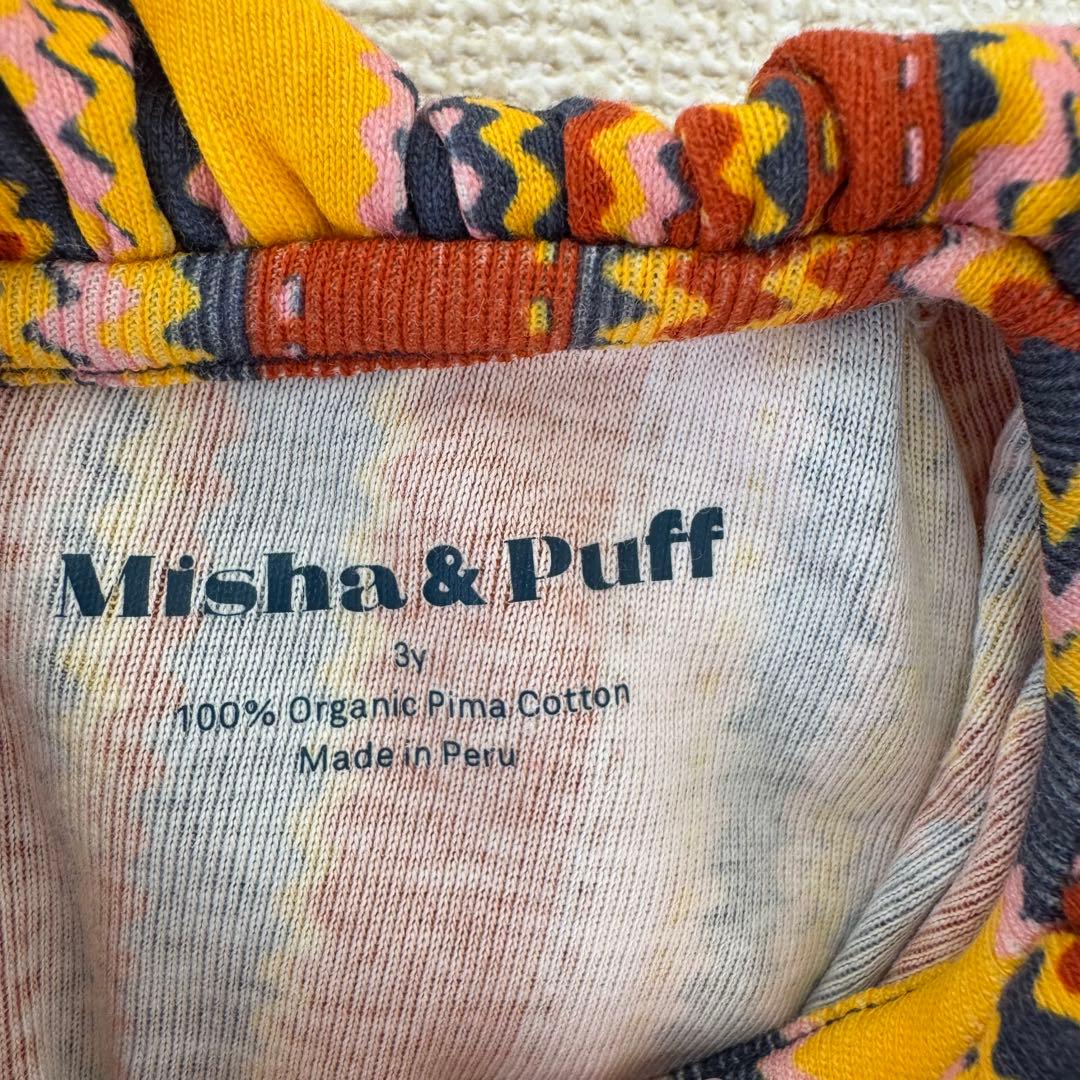 Misha & Puff
3y
100% Organic Pima Cotton
Made in Peru